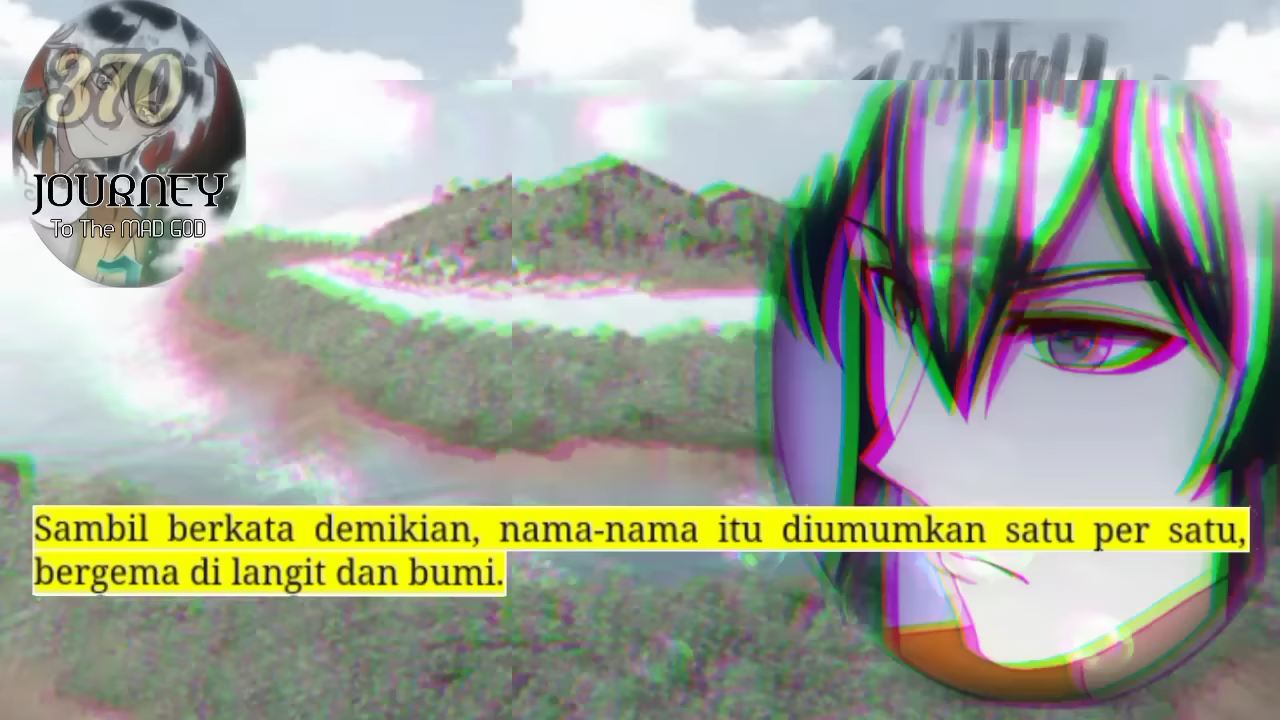 370
JOURNEY
To The MAD GOD
Sambil berkata demikian, nama-nama itu diumumkan satu per satu,
bergema di langit dan bumi.